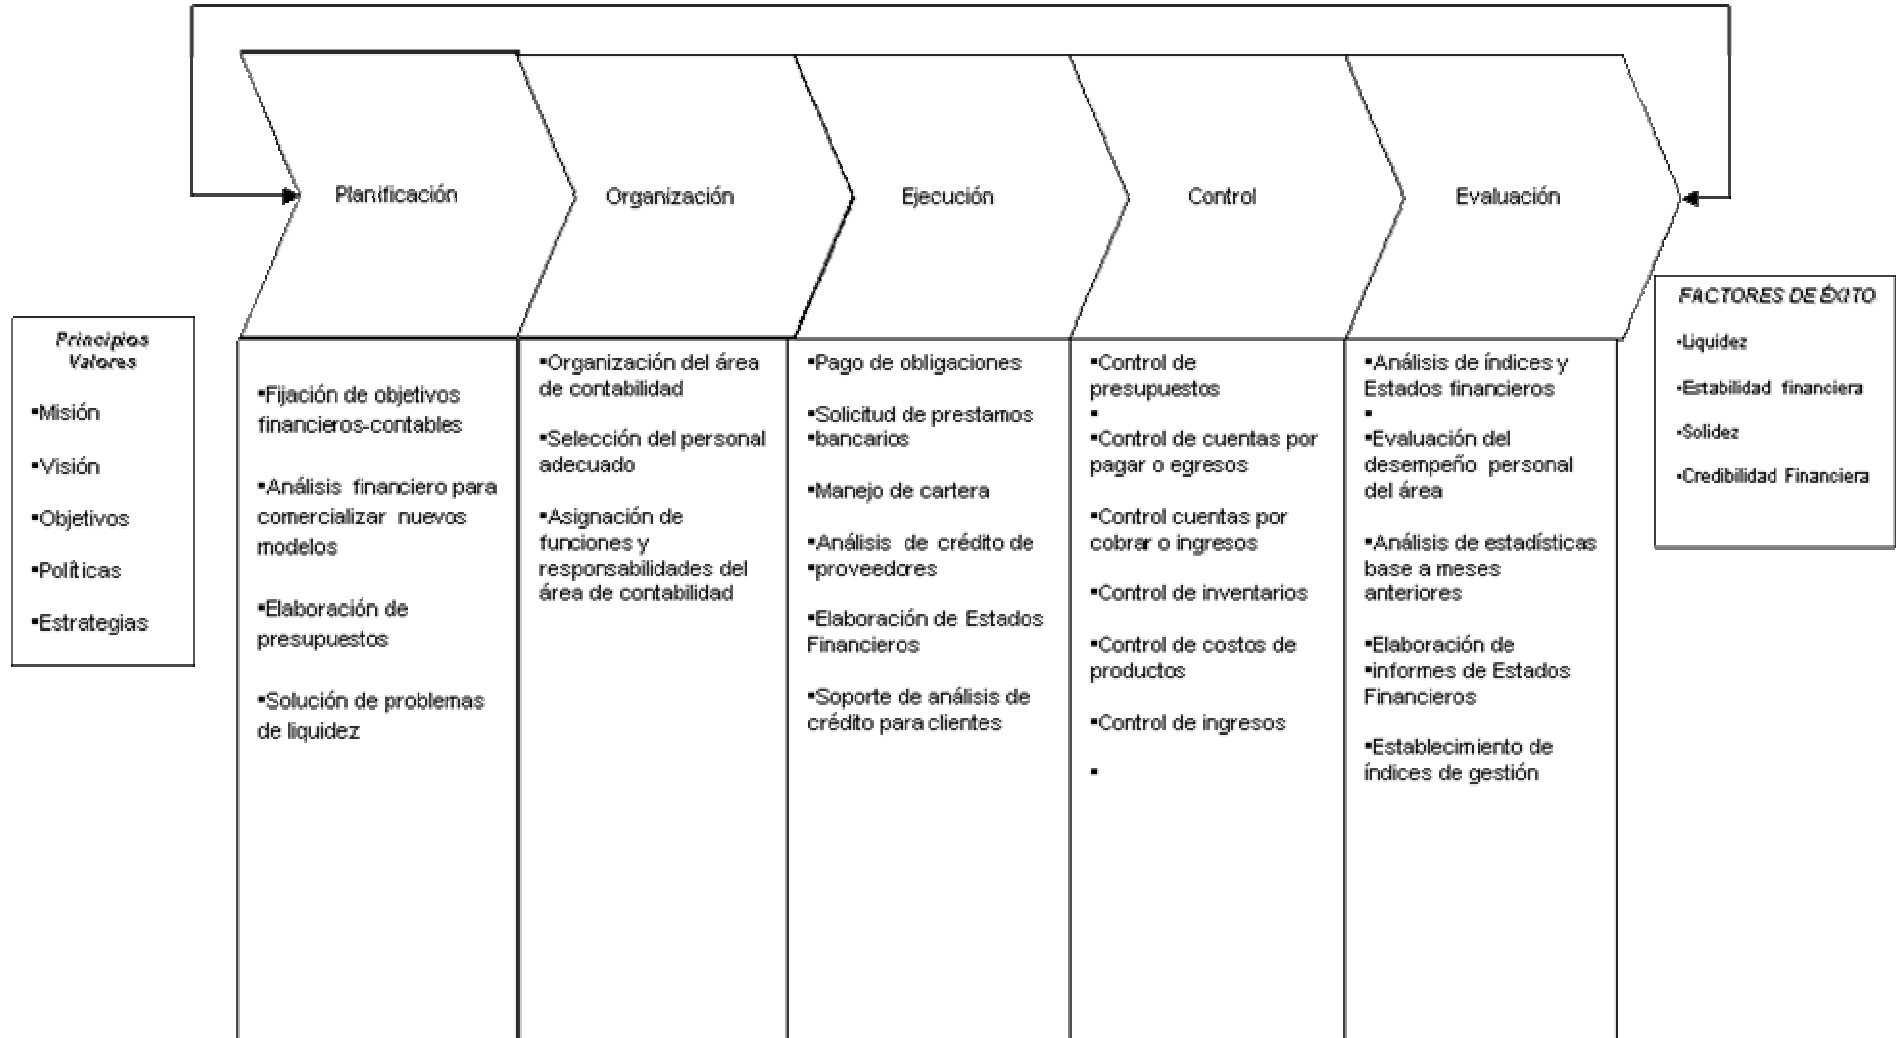 Planificación
Organización
Ejecución
Control
Evaluación
Principios
Valores
▪Misión
▪Visión
▪Objetivos
▪Políticas
▪Estrategias
▪Fijación de objetivos
financieros-contables
▪Análisis financiero para
comercializar nuevos
modelos
▪Elaboración de
presupuestos
▪Solución de problemas
de liquidez
▪Organización del área
de contabilidad
▪Selección del personal
adecuado
▪Asignación de
funciones y
responsabilidades del
área de contabilidad
▪Pago de obligaciones
▪Solicitud de prestamos
▪bancarios
▪Manejo de cartera
▪Análisis de crédito de
▪proveedores
▪Elaboración de Estados
Financieros
▪Soporte de análisis de
crédito para clientes
▪Control de
presupuestos
▪
▪Control de cuentas por
pagar o egresos
▪Control cuentas por
cobrar o ingresos
▪Control de inventarios
▪Control de costos de
productos
▪Control de ingresos
▪
▪Análisis de índices y
Estados financieros
▪
▪Evaluación del
desempeño personal
del área
▪Análisis de estadísticas
base a meses
anteriores
▪Elaboración de
▪informes de Estados
Financieros
▪Establecimiento de
índices de gestión
FACTORES DE ÉXITO
▪Liquidez
▪Estabilidad financiera
▪Solidez
▪Credibilidad Financiera